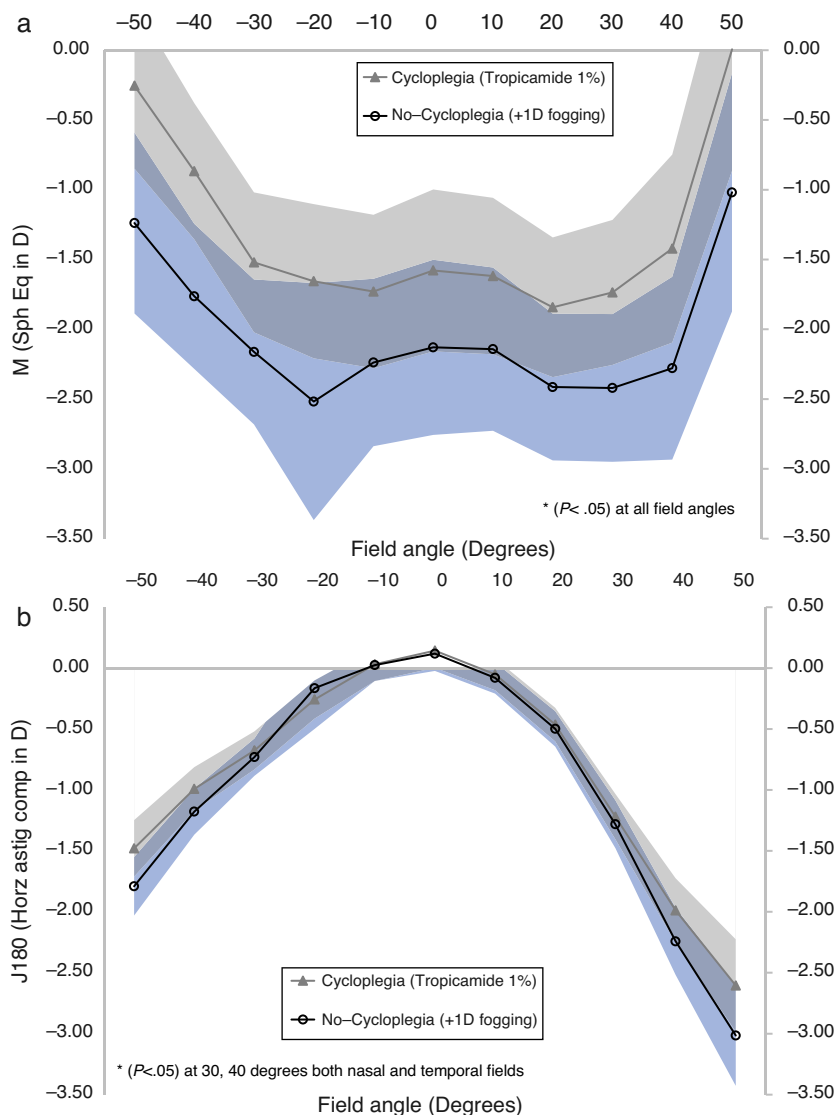 a
−50 −40 −30 −20 −10 0 10 20 30 40 50
0.00 0.00
Cycloplegia (Tropicamide 1%)
No–Cycloplegia (+1D fogging)
−0.50 −0.50
−1.00 −1.00
−1.50 −1.50
−2.00 −2.00
−2.50 −2.50
−3.00 −3.00
−3.50 −3.50
M (Sph Eq in D)
* (P< .05) at all field angles
Field angle (Degrees)
b
−50 −40 −30 −20 −10 0 10 20 30 40 50
0.50 0.50
0.00 0.00
−0.50 −0.50
−1.00 −1.00
−1.50 −1.50
−2.00 −2.00
−2.50 −2.50
−3.00 −3.00
−3.50 −3.50
J180 (Horz astig comp in D)
Cycloplegia (Tropicamide 1%)
No–Cycloplegia (+1D fogging)
* (P<.05) at 30, 40 degrees both nasal and temporal fields
Field angle (Degrees)